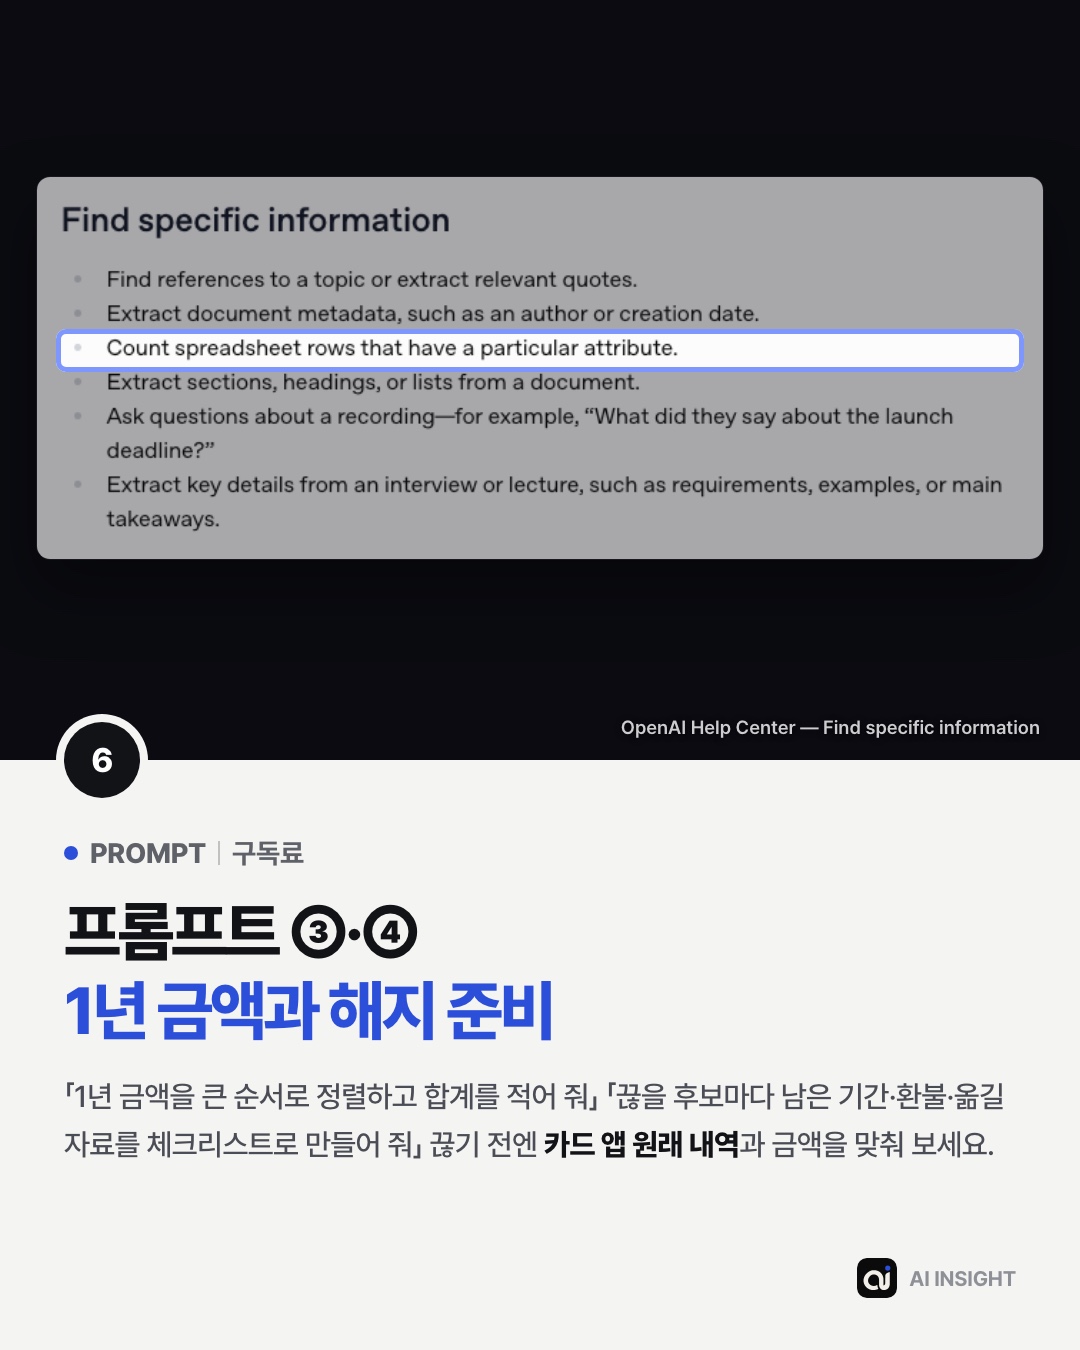 Find specific information
• Find references to a topic or extract relevant quotes.
• Extract document metadata, such as an author or creation date.
• Count spreadsheet rows that have a particular attribute.
• Extract sections, headings, or lists from a document.
• Ask questions about a recording—for example, “What did they say about the launch
deadline?”
• Extract key details from an interview or lecture, such as requirements, examples, or main
takeaways.
OpenAI Help Center — Find specific information
6
• PROMPT | 구독료
프롬프트 ③·④
1년 금액과 해지 준비
「1년 금액을 큰 순서로 정렬하고 합계를 적어 줘」 「끊을 후보마다 남은 기간·환불·옮길
자료를 체크리스트로 만들어 줘」 끊기 전엔 카드 앱 원래 내역과 금액을 맞춰 보세요.
ai AI INSIGHT